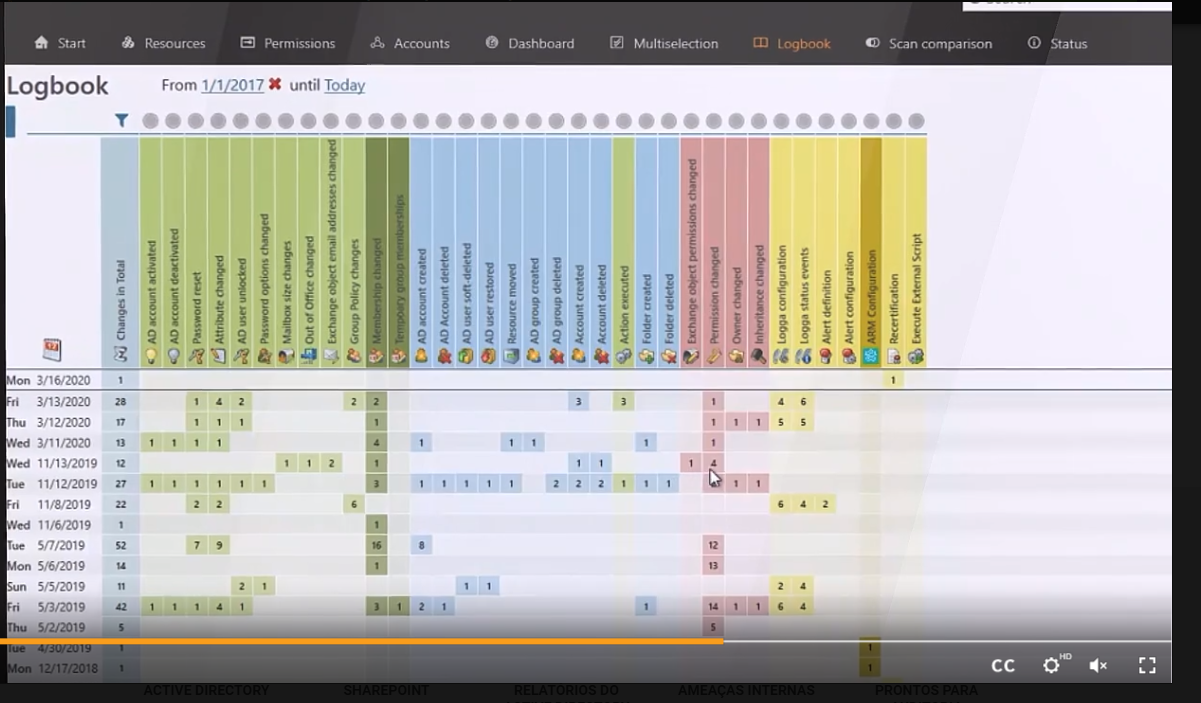 Start Resources Permissions Accounts Dashboard Multiselection Logbook Scan comparison Status
Logbook From 1/1/2017 until Today
Changes in Total
AD account activated
AD account deactivated
Password reset
Attribute changed
AD user unlocked
Password options changed
Mailbox size changes
Out of Office changed
Exchange object email addresses changed
Group Policy changes
Membership changed
Temporary group memberships
AD account created
AD Account deleted
AD user soft-deleted
AD user restored
Resource moved
AD group created
AD group deleted
Account created
Account deleted
Action executed
Folder created
Folder deleted
Exchange object permissions changed
Permission changed
Owner changed
Inheritance changed
Logga configuration
Logga status events
Alert definition
Alert configuration
ARM Configuration
Recertification
Execute External Script
Mon 3/16/2020 1 1
Fri 3/13/2020 28 1 4 2 2 2 3 3 1 4 6
Thu 3/12/2020 17 1 1 1 1 1 1 1 5 5
Wed 3/11/2020 13 1 1 1 1 4 1 1 1 1 1
Wed 11/13/2019 12 1 1 2 1 1 1 1 4
Tue 11/12/2019 27 1 1 1 1 1 1 3 1 1 1 1 1 2 2 2 1 1 1 1 1
Fri 11/8/2019 22 2 2 6 6 4 2
Wed 11/6/2019 1 1
Tue 5/7/2019 52 7 9 16 8 12
Mon 5/6/2019 14 1 13
Sun 5/5/2019 11 2 1 1 1 2 4
Fri 5/3/2019 42 1 1 1 4 1 3 1 2 1 1 14 1 1 6 4
Thu 5/2/2019 5 5
Tue 4/30/2019 1 1
Mon 12/17/2018 1 1
CC HD
ACTIVE DIRECTORY SHAREPOINT RELATÓRIOS DO AMEAÇAS INTERNAS PRONTOS PARA